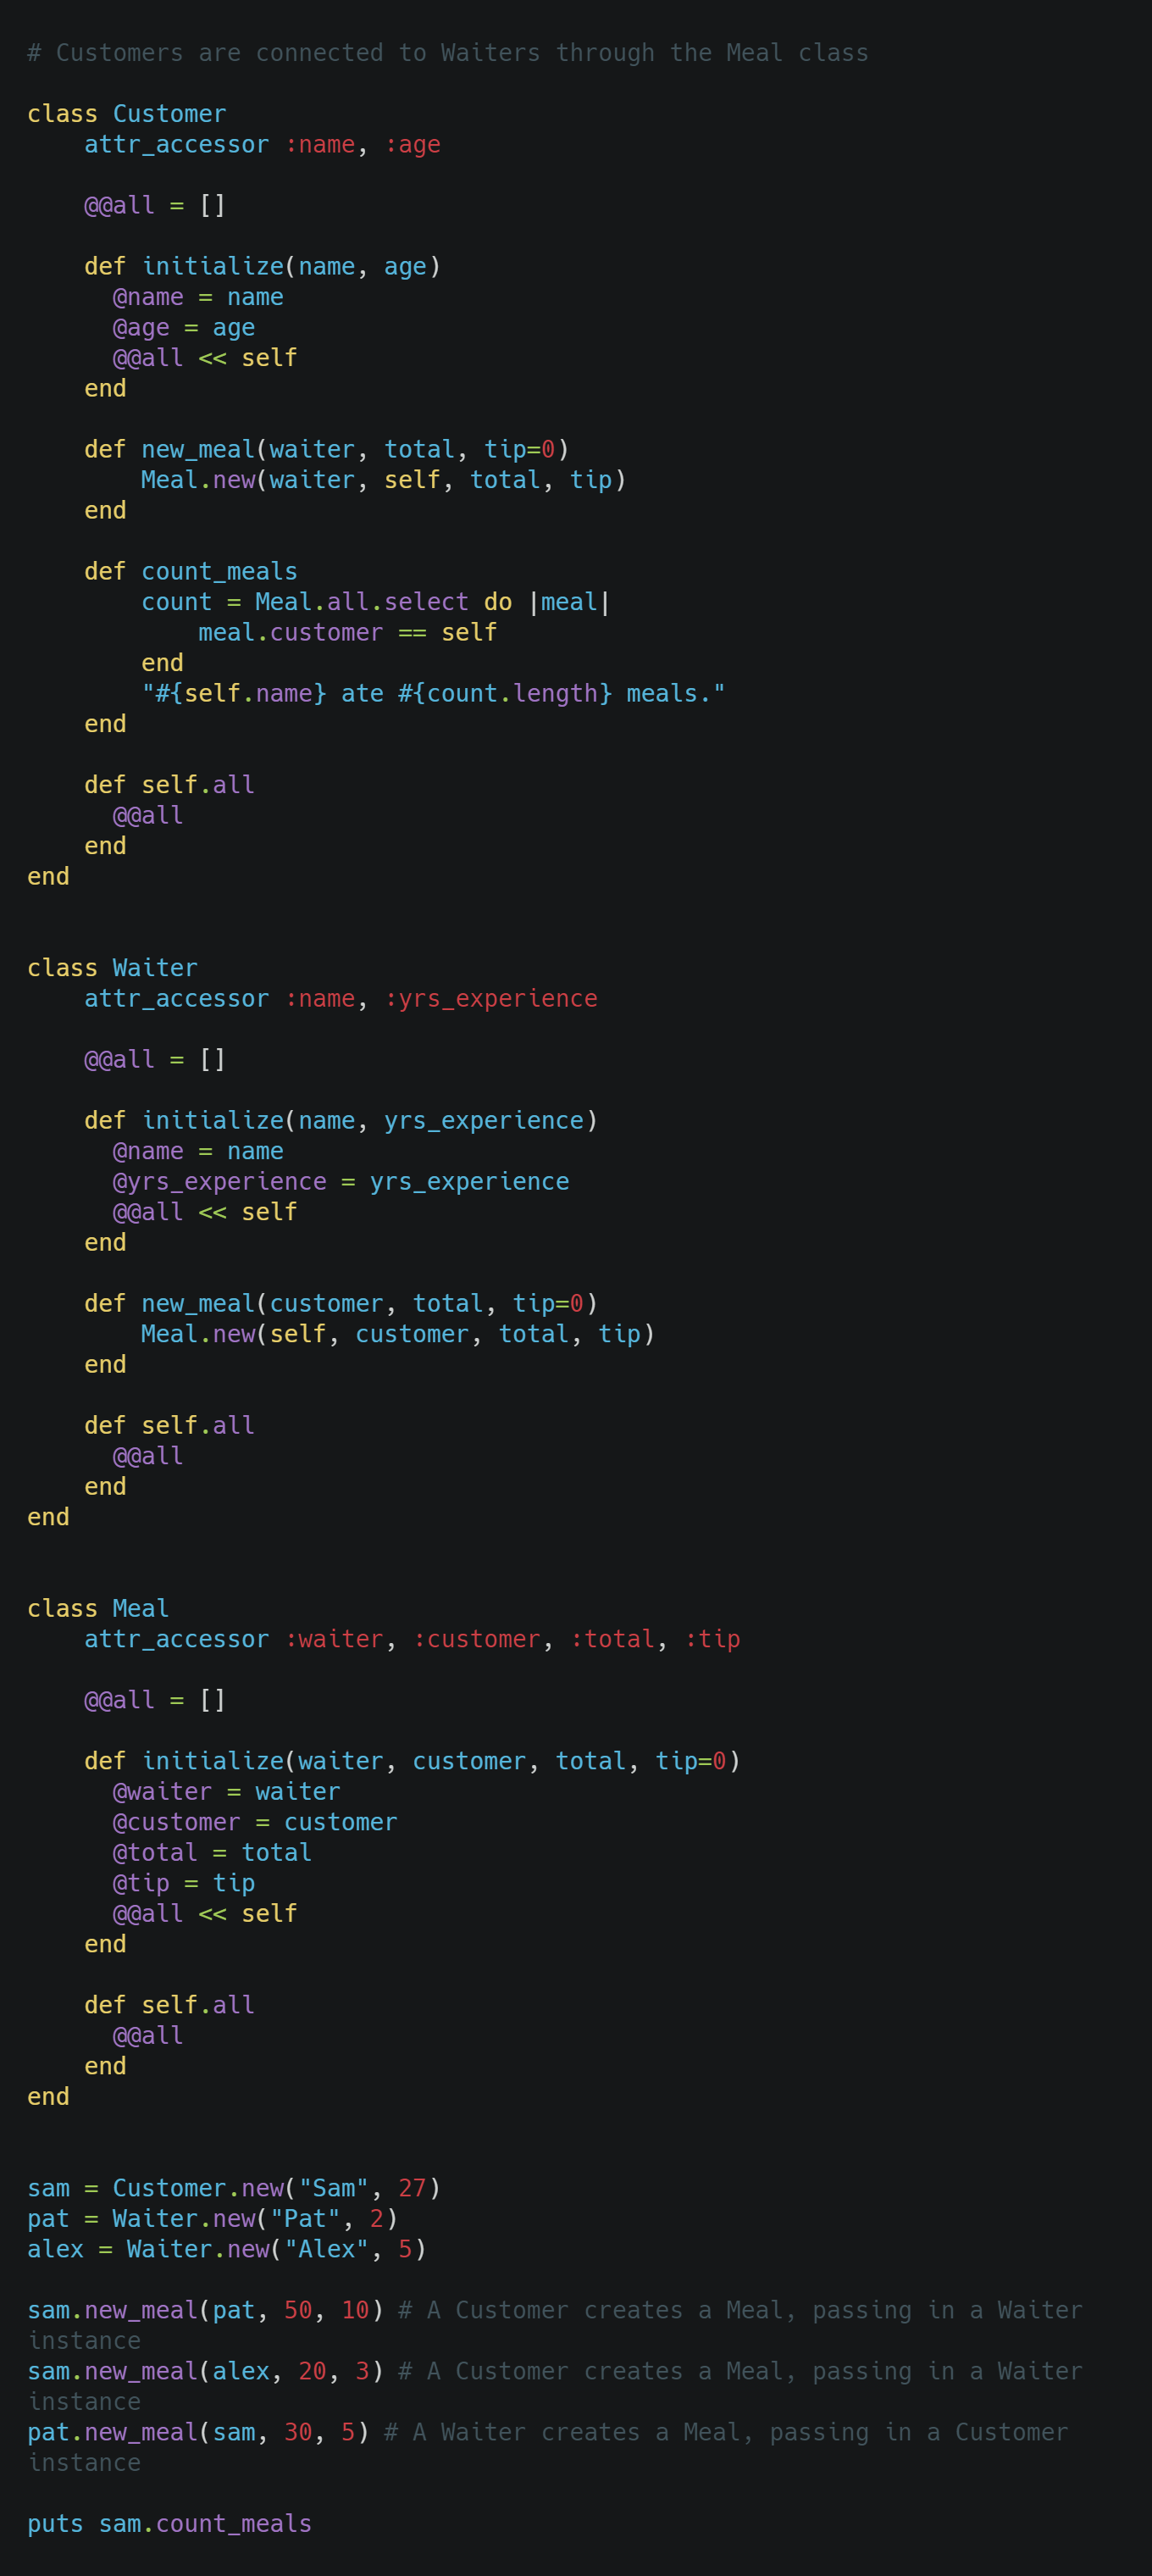 # Customers are connected to Waiters through the Meal class

class Customer
    attr_accessor :name, :age

    @@all = []

    def initialize(name, age)
      @name = name
      @age = age
      @@all << self
    end

    def new_meal(waiter, total, tip=0)
        Meal.new(waiter, self, total, tip)
    end

    def count_meals
        count = Meal.all.select do |meal|
            meal.customer == self
        end
        "#{self.name} ate #{count.length} meals."
    end

    def self.all
      @@all
    end
end


class Waiter
    attr_accessor :name, :yrs_experience

    @@all = []

    def initialize(name, yrs_experience)
      @name = name
      @yrs_experience = yrs_experience
      @@all << self
    end

    def new_meal(customer, total, tip=0)
        Meal.new(self, customer, total, tip)
    end

    def self.all
      @@all
    end
end


class Meal
    attr_accessor :waiter, :customer, :total, :tip

    @@all = []

    def initialize(waiter, customer, total, tip=0)
      @waiter = waiter
      @customer = customer
      @total = total
      @tip = tip
      @@all << self
    end

    def self.all
      @@all
    end
end


sam = Customer.new("Sam", 27)
pat = Waiter.new("Pat", 2)
alex = Waiter.new("Alex", 5)

sam.new_meal(pat, 50, 10) # A Customer creates a Meal, passing in a Waiter
instance
sam.new_meal(alex, 20, 3) # A Customer creates a Meal, passing in a Waiter
instance
pat.new_meal(sam, 30, 5) # A Waiter creates a Meal, passing in a Customer
instance

puts sam.count_meals